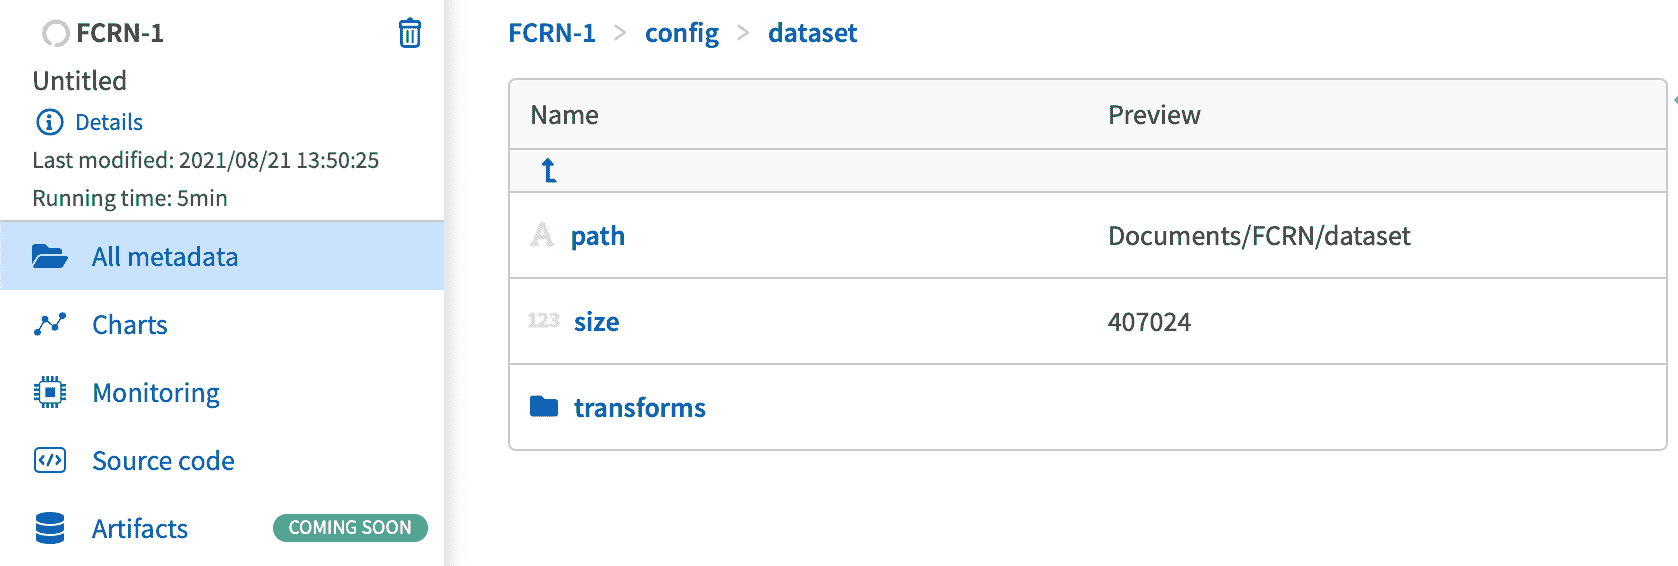 FCRN-1
Untitled
Details
Last modified: 2021/08/21 13:50:25
Running time: 5min
All metadata
Charts
Monitoring
Source code
Artifacts COMING SOON
FCRN-1 > config > dataset
Name Preview
A path Documents/FCRN/dataset
123 size 407024
transforms